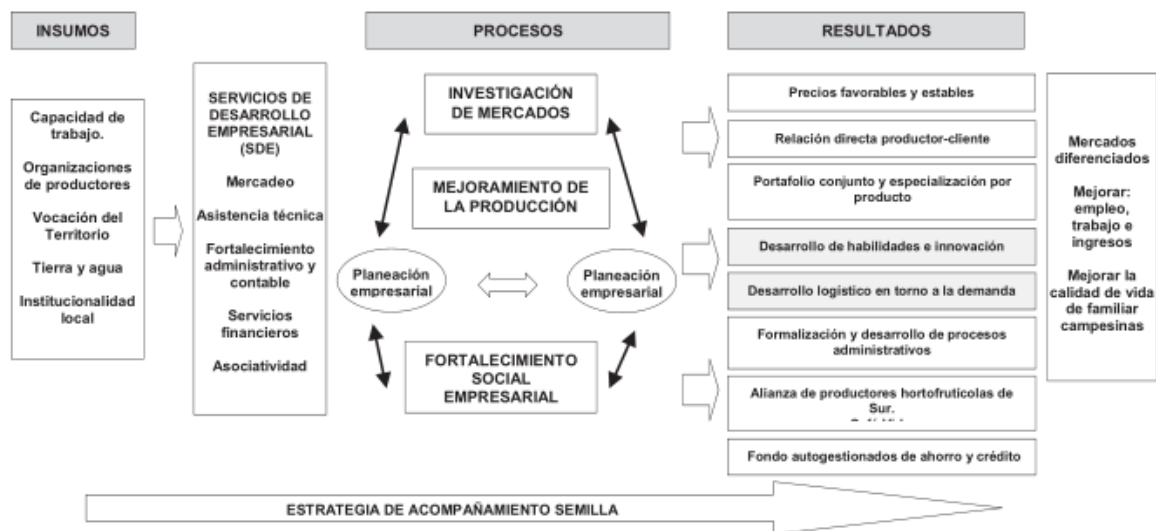 INSUMOS
PROCESOS
RESULTADOS
Capacidad de
trabajo.
Organizaciones
de productores
Vocación del
Territorio
Tierra y agua
Institucionalidad
local
SERVICIOS DE
DESARROLLO
EMPRESARIAL
(SDE)
Mercadeo
Asistencia técnica
Fortalecimiento
administrativo y
contable
Servicios
financieros
Asociatividad
INVESTIGACIÓN
DE MERCADOS
MEJORAMIENTO DE
LA PRODUCCIÓN
Planeación
empresarial
Planeación
empresarial
FORTALECIMIENTO
SOCIAL
EMPRESARIAL
Precios favorables y estables
Relación directa productor-cliente
Portafolio conjunto y especialización por
producto
Desarrollo de habilidades e innovación
Desarrollo logístico en torno a la demanda
Formalización y desarrollo de procesos
administrativos
Alianza de productores hortofrutícolas de
Sur.
Fondo autogestionados de ahorro y crédito
Mercados
diferenciados
Mejorar:
empleo,
trabajo e
ingresos
Mejorar la
calidad de vida
de familiar
campesinas
ESTRATEGIA DE ACOMPAÑAMIENTO SEMILLA